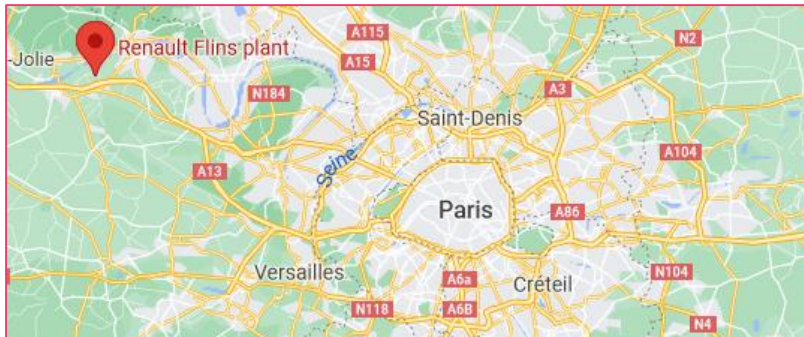 A115
N2
Renault Flins plant
-Jolie
A15
A3
N184
Saint-Denis
A104
A13
Seine
Paris
A86
Versailles
A6a
Créteil
N104
N118
A6B
N4